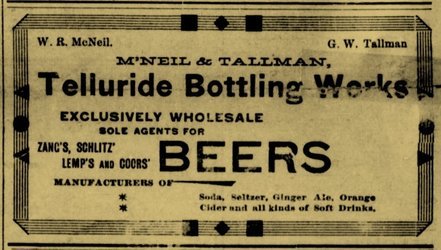 W. R. McNeil. G. W. Tallman
M'NEIL & TALLMAN,
Telluride Bottling Works
EXCLUSIVELY WHOLESALE
SOLE AGENTS FOR
ZANG'S, SCHLITZ'
LEMP'S AND COORS' BEERS
MANUFACTURERS OF
* Soda, Seltzer, Ginger Ale, Orange
* Cider and all kinds of Soft Drinks.